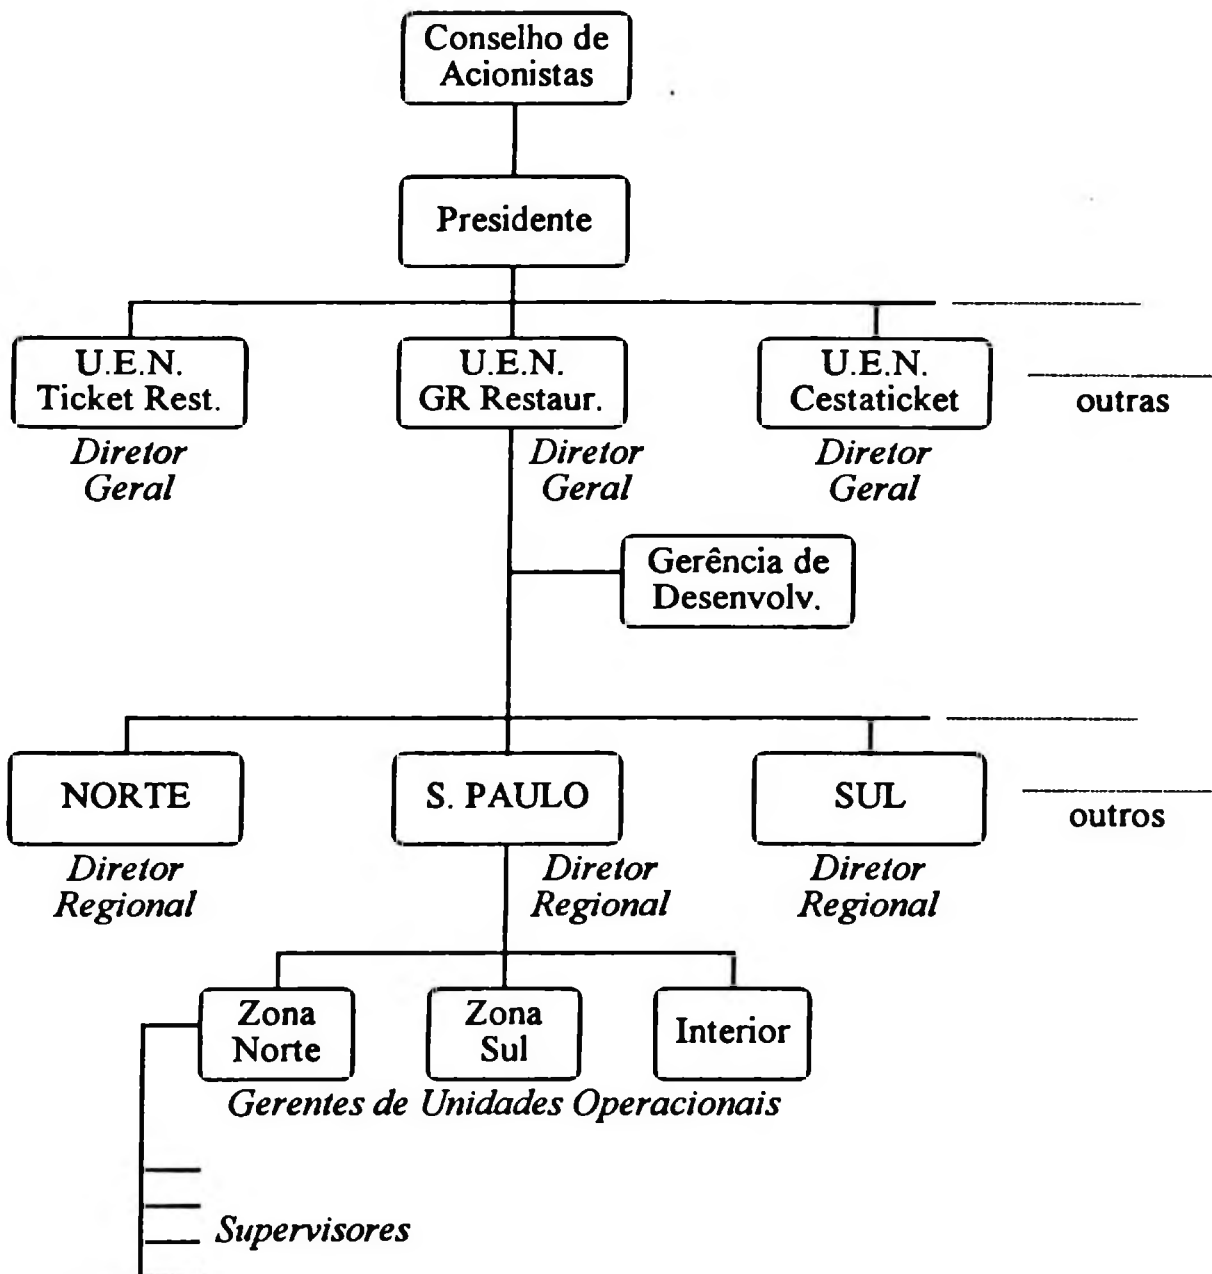 Conselho de
Acionistas
Presidente
U.E.N.
Ticket Rest.
Diretor
Geral
U.E.N.
GR Restaur.
Diretor
Geral
U.E.N.
Cestaticket
Diretor
Geral
outras
Gerência de
Desenvolv.
NORTE
Diretor
Regional
S. PAULO
Diretor
Regional
SUL
Diretor
Regional
outros
Zona
Norte
Zona
Sul
Interior
Gerentes de Unidades Operacionais
Supervisores